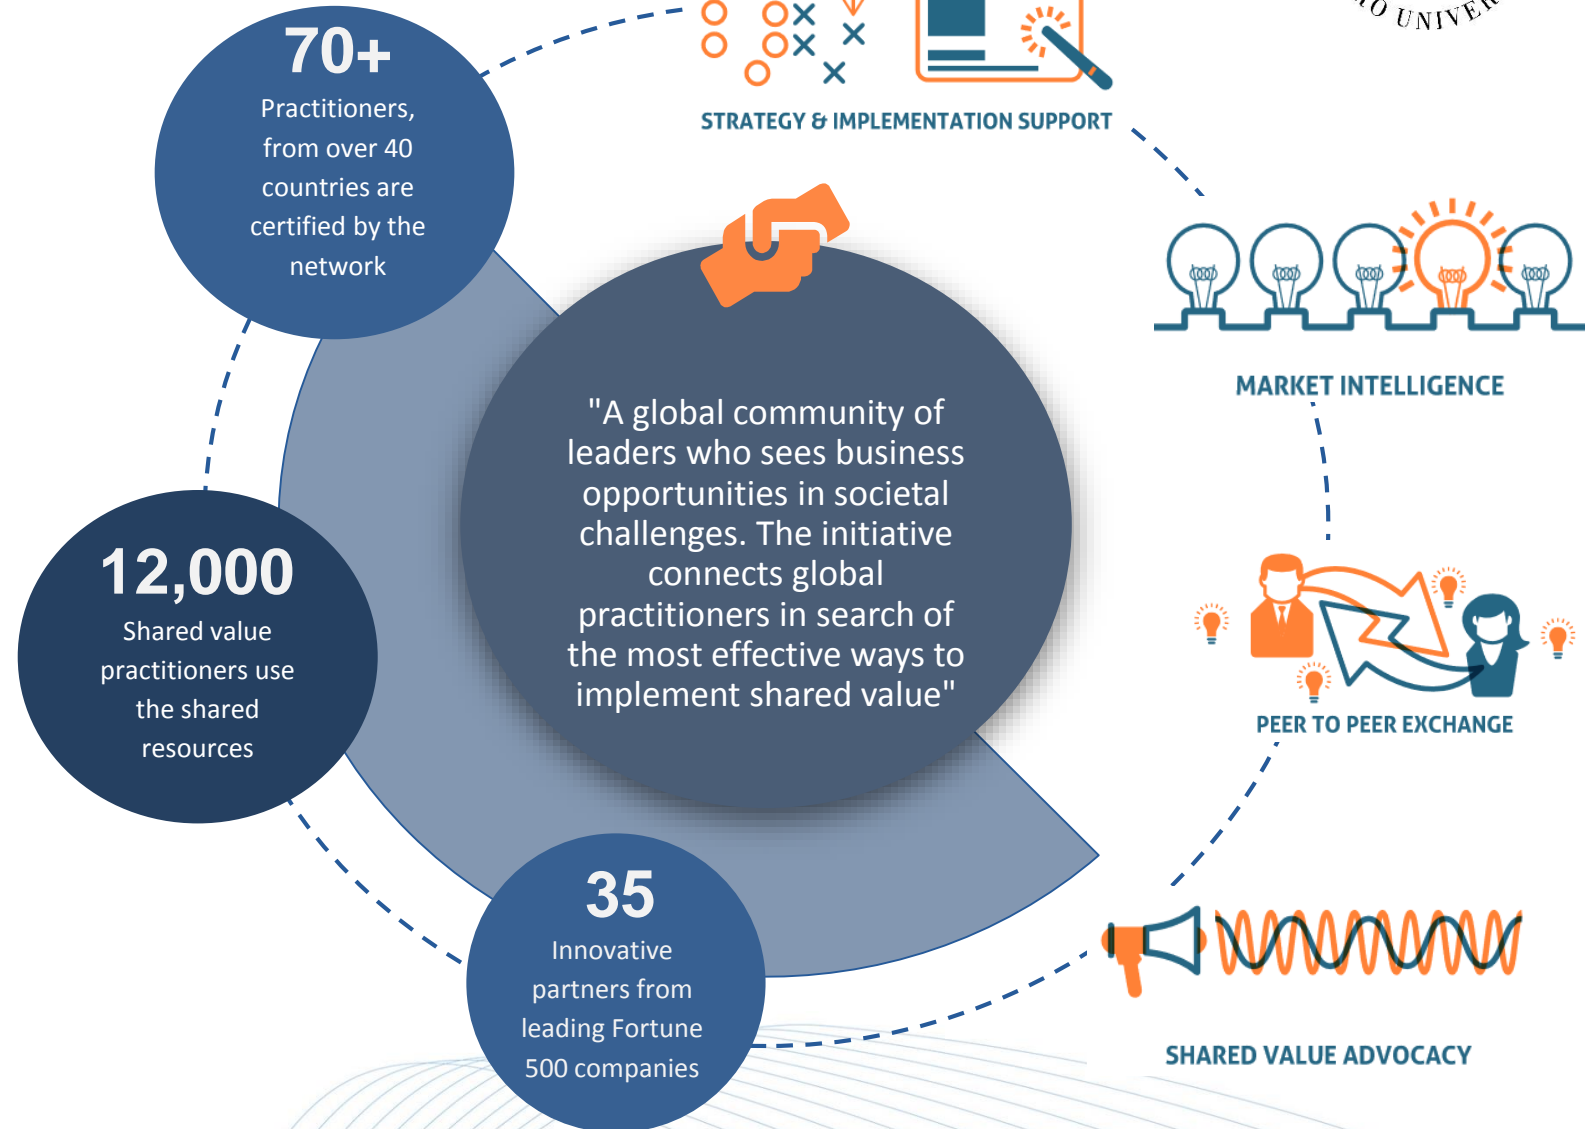 70+
Practitioners,
from over 40
countries are
certified by the
network
12,000
Shared value
practitioners use
the shared
resources
35
Innovative
partners from
leading Fortune
500 companies
"A global community of
leaders who sees business
opportunities in societal
challenges. The initiative
connects global
practitioners in search of
the most effective ways to
implement shared value"
STRATEGY & IMPLEMENTATION SUPPORT
MARKET INTELLIGENCE
PEER TO PEER EXCHANGE
SHARED VALUE ADVOCACY